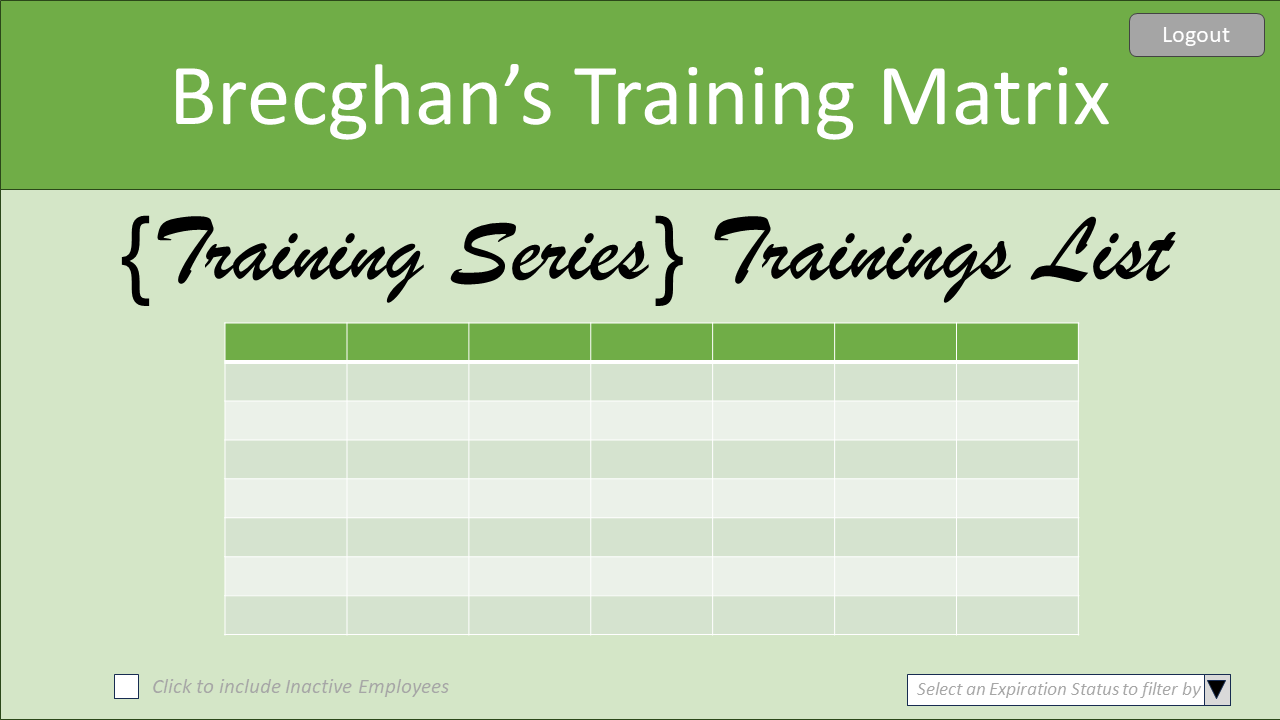 Logout
Brecghan’s Training Matrix
{Training Series} Trainings List
Click to include Inactive Employees
Select an Expiration Status to filter by